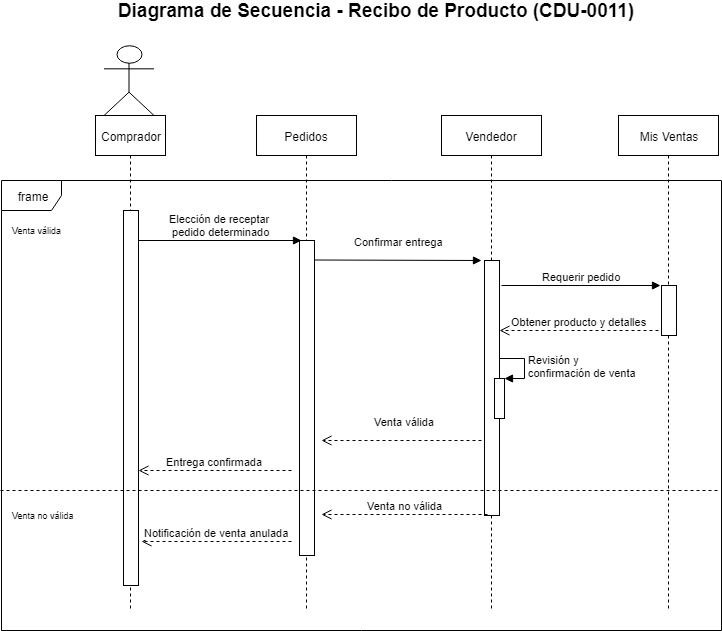 Diagrama de Secuencia - Recibo de Producto (CDU-0011)
Comprador
Pedidos
Vendedor
Mis Ventas
frame
Venta válida
Elección de receptar
pedido determinado
Confirmar entrega
Requerir pedido
Obtener producto y detalles
Revisión y
confirmación de venta
Venta válida
Entrega confirmada
Venta no válida
Venta no válida
Notificación de venta anulada